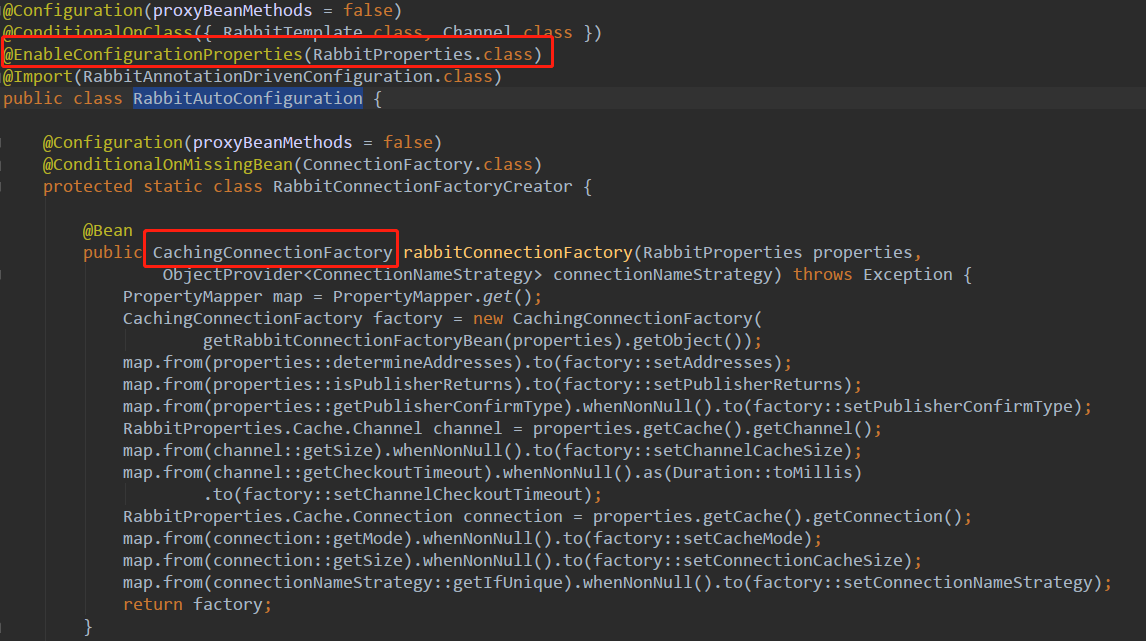 @Configuration(proxyBeanMethods = false)
@ConditionalOnClass({ RabbitTemplate.class, Channel.class })
@EnableConfigurationProperties(RabbitProperties.class)
@Import(RabbitAnnotationDrivenConfiguration.class)
public class RabbitAutoConfiguration {
@Configuration(proxyBeanMethods = false)
@ConditionalOnMissingBean(ConnectionFactory.class)
protected static class RabbitConnectionFactoryCreator {
@Bean
public CachingConnectionFactory rabbitConnectionFactory(RabbitProperties properties,
ObjectProvider<ConnectionNameStrategy> connectionNameStrategy) throws Exception {
PropertyMapper map = PropertyMapper.get();
CachingConnectionFactory factory = new CachingConnectionFactory(
getRabbitConnectionFactoryBean(properties).getObject());
map.from(properties::determineAddresses).to(factory::setAddresses);
map.from(properties::isPublisherReturns).to(factory::setPublisherReturns);
map.from(properties::getPublisherConfirmType).whenNonNull().to(factory::setPublisherConfirmType);
RabbitProperties.Cache.Channel channel = properties.getCache().getChannel();
map.from(channel::getSize).whenNonNull().to(factory::setChannelCacheSize);
map.from(channel::getCheckoutTimeout).whenNonNull().as(Duration::toMillis)
.to(factory::setChannelCheckoutTimeout);
RabbitProperties.Cache.Connection connection = properties.getCache().getConnection();
map.from(connection::getMode).whenNonNull().to(factory::setCacheMode);
map.from(connection::getSize).whenNonNull().to(factory::setConnectionCacheSize);
map.from(connectionNameStrategy::getIfUnique).whenNonNull().to(factory::setConnectionNameStrategy);
return factory;
}